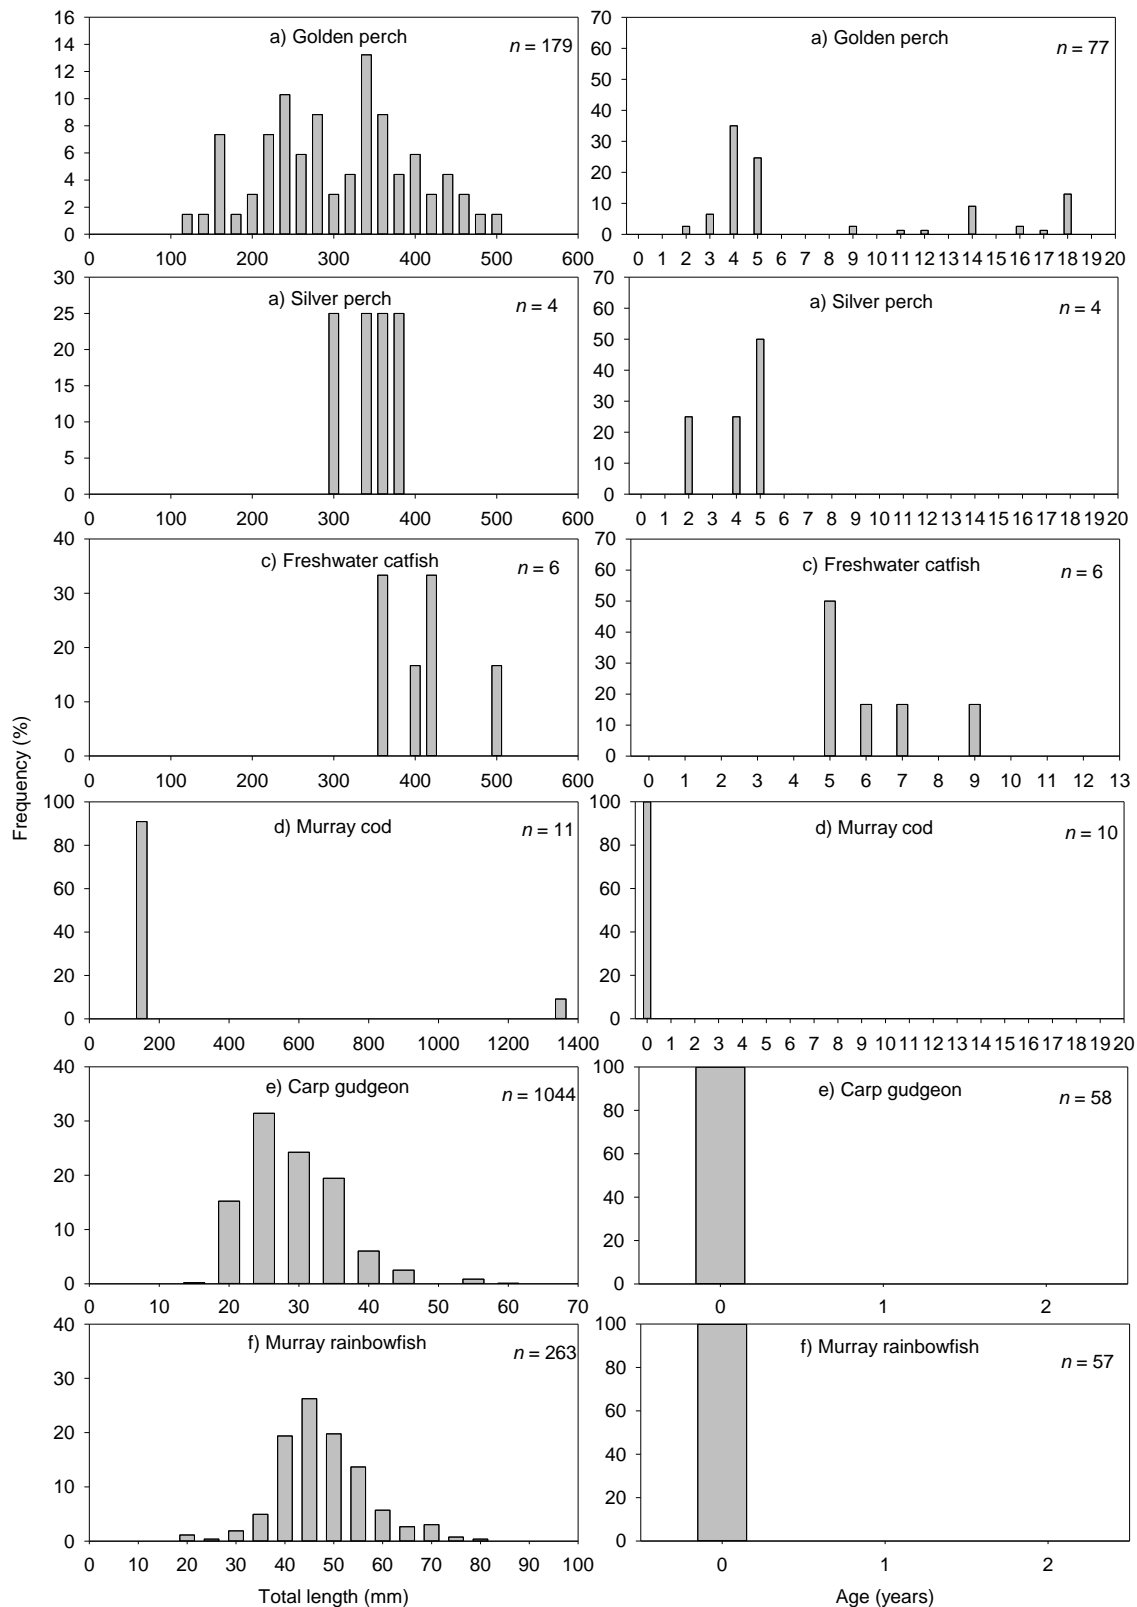 16
14
12
10
8
6
4
2
0
a) Golden perch
n = 179
0 100 200 300 400 500 600
70
60
50
40
30
20
10
0
a) Golden perch
n = 77
0 1 2 3 4 5 6 7 8 9 10 11 12 13 14 15 16 17 18 19 20
30
25
20
15
10
5
0
a) Silver perch
n = 4
0 100 200 300 400 500 600
70
60
50
40
30
20
10
0
a) Silver perch
n = 4
0 1 2 3 4 5 6 7 8 9 10 11 12 13 14 15 16 17 18 19 20
40
30
20
10
0
c) Freshwater catfish
n = 6
0 100 200 300 400 500 600
70
60
50
40
30
20
10
0
c) Freshwater catfish
n = 6
0 1 2 3 4 5 6 7 8 9 10 11 12 13
Frequency (%)
100
80
60
40
20
0
d) Murray cod
n = 11
0 200 400 600 800 1000 1200 1400
100
80
60
40
20
0
d) Murray cod
n = 10
0 1 2 3 4 5 6 7 8 9 10 11 12 13 14 15 16 17 18 19 20
40
30
20
10
0
e) Carp gudgeon
n = 1044
0 10 20 30 40 50 60 70
100
80
60
40
20
0
e) Carp gudgeon
n = 58
0 1 2
40
30
20
10
0
f) Murray rainbowfish
n = 263
0 10 20 30 40 50 60 70 80 90 100
Total length (mm)
100
80
60
40
20
0
f) Murray rainbowfish
n = 57
0 1 2
Age (years)